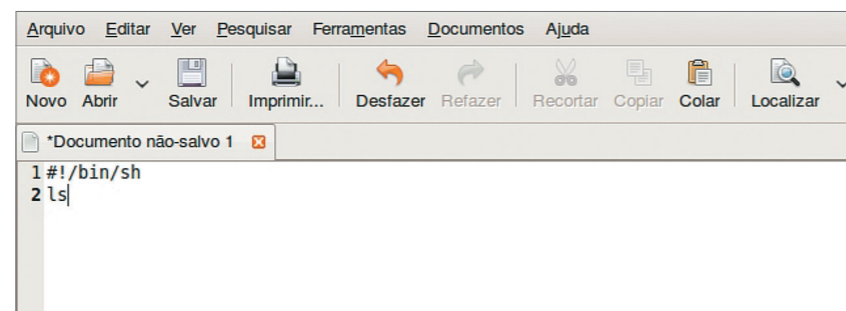 Arquivo Editar Ver Pesquisar Ferramentas Documentos Ajuda
Novo Abrir Salvar Imprimir... Desfazer Refazer Recortar Copiar Colar Localizar
*Documento não-salvo 1
1 #!/bin/sh
2 ls